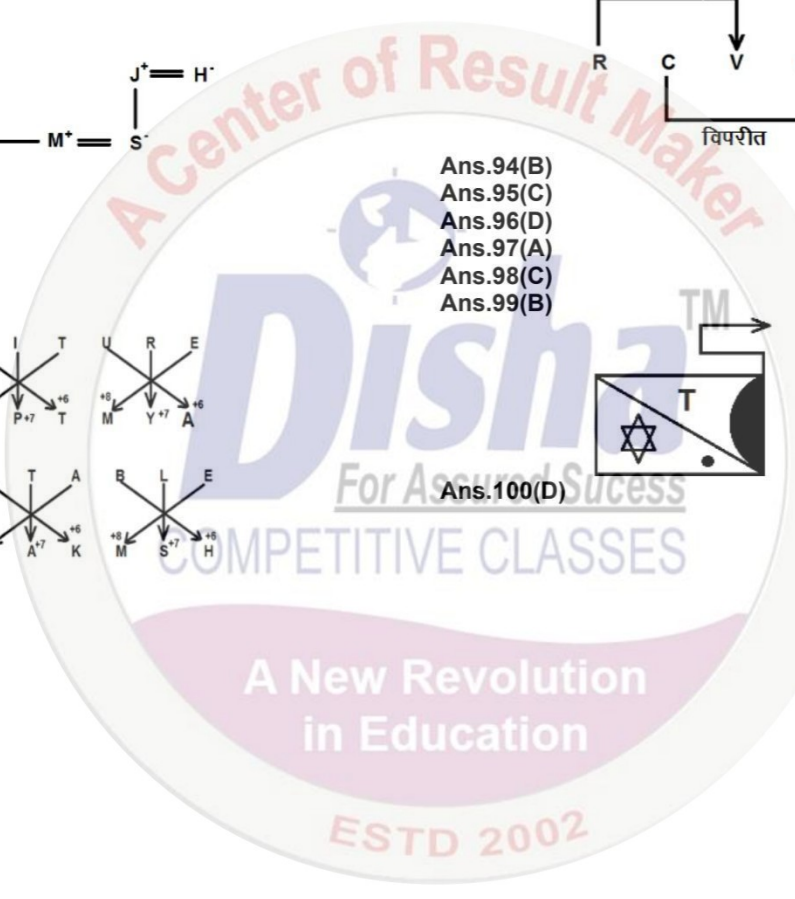 J⁺ H⁻
M⁺ S⁻
R C V
विपरीत
Ans.94(B)
Ans.95(C)
Ans.96(D)
Ans.97(A)
Ans.98(C)
Ans.99(B)
I T U R E
+6 +8 +6
P+7 T M Y+7 A
T A B L E
+6 +8 +6
A+7 K M S+7 H
T
Ans.100(D)
A Center of Result Maker
Disha TM
For Assured Sucess
COMPETITIVE CLASSES
A New Revolution
in Education
ESTD 2002